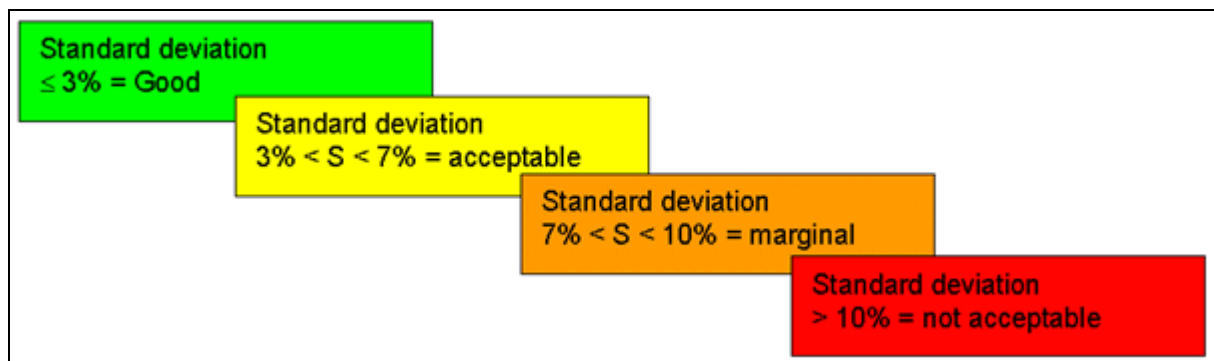 Standard deviation
≤ 3% = Good
Standard deviation
3% < S < 7% = acceptable
Standard deviation
7% < S < 10% = marginal
Standard deviation
> 10% = not acceptable